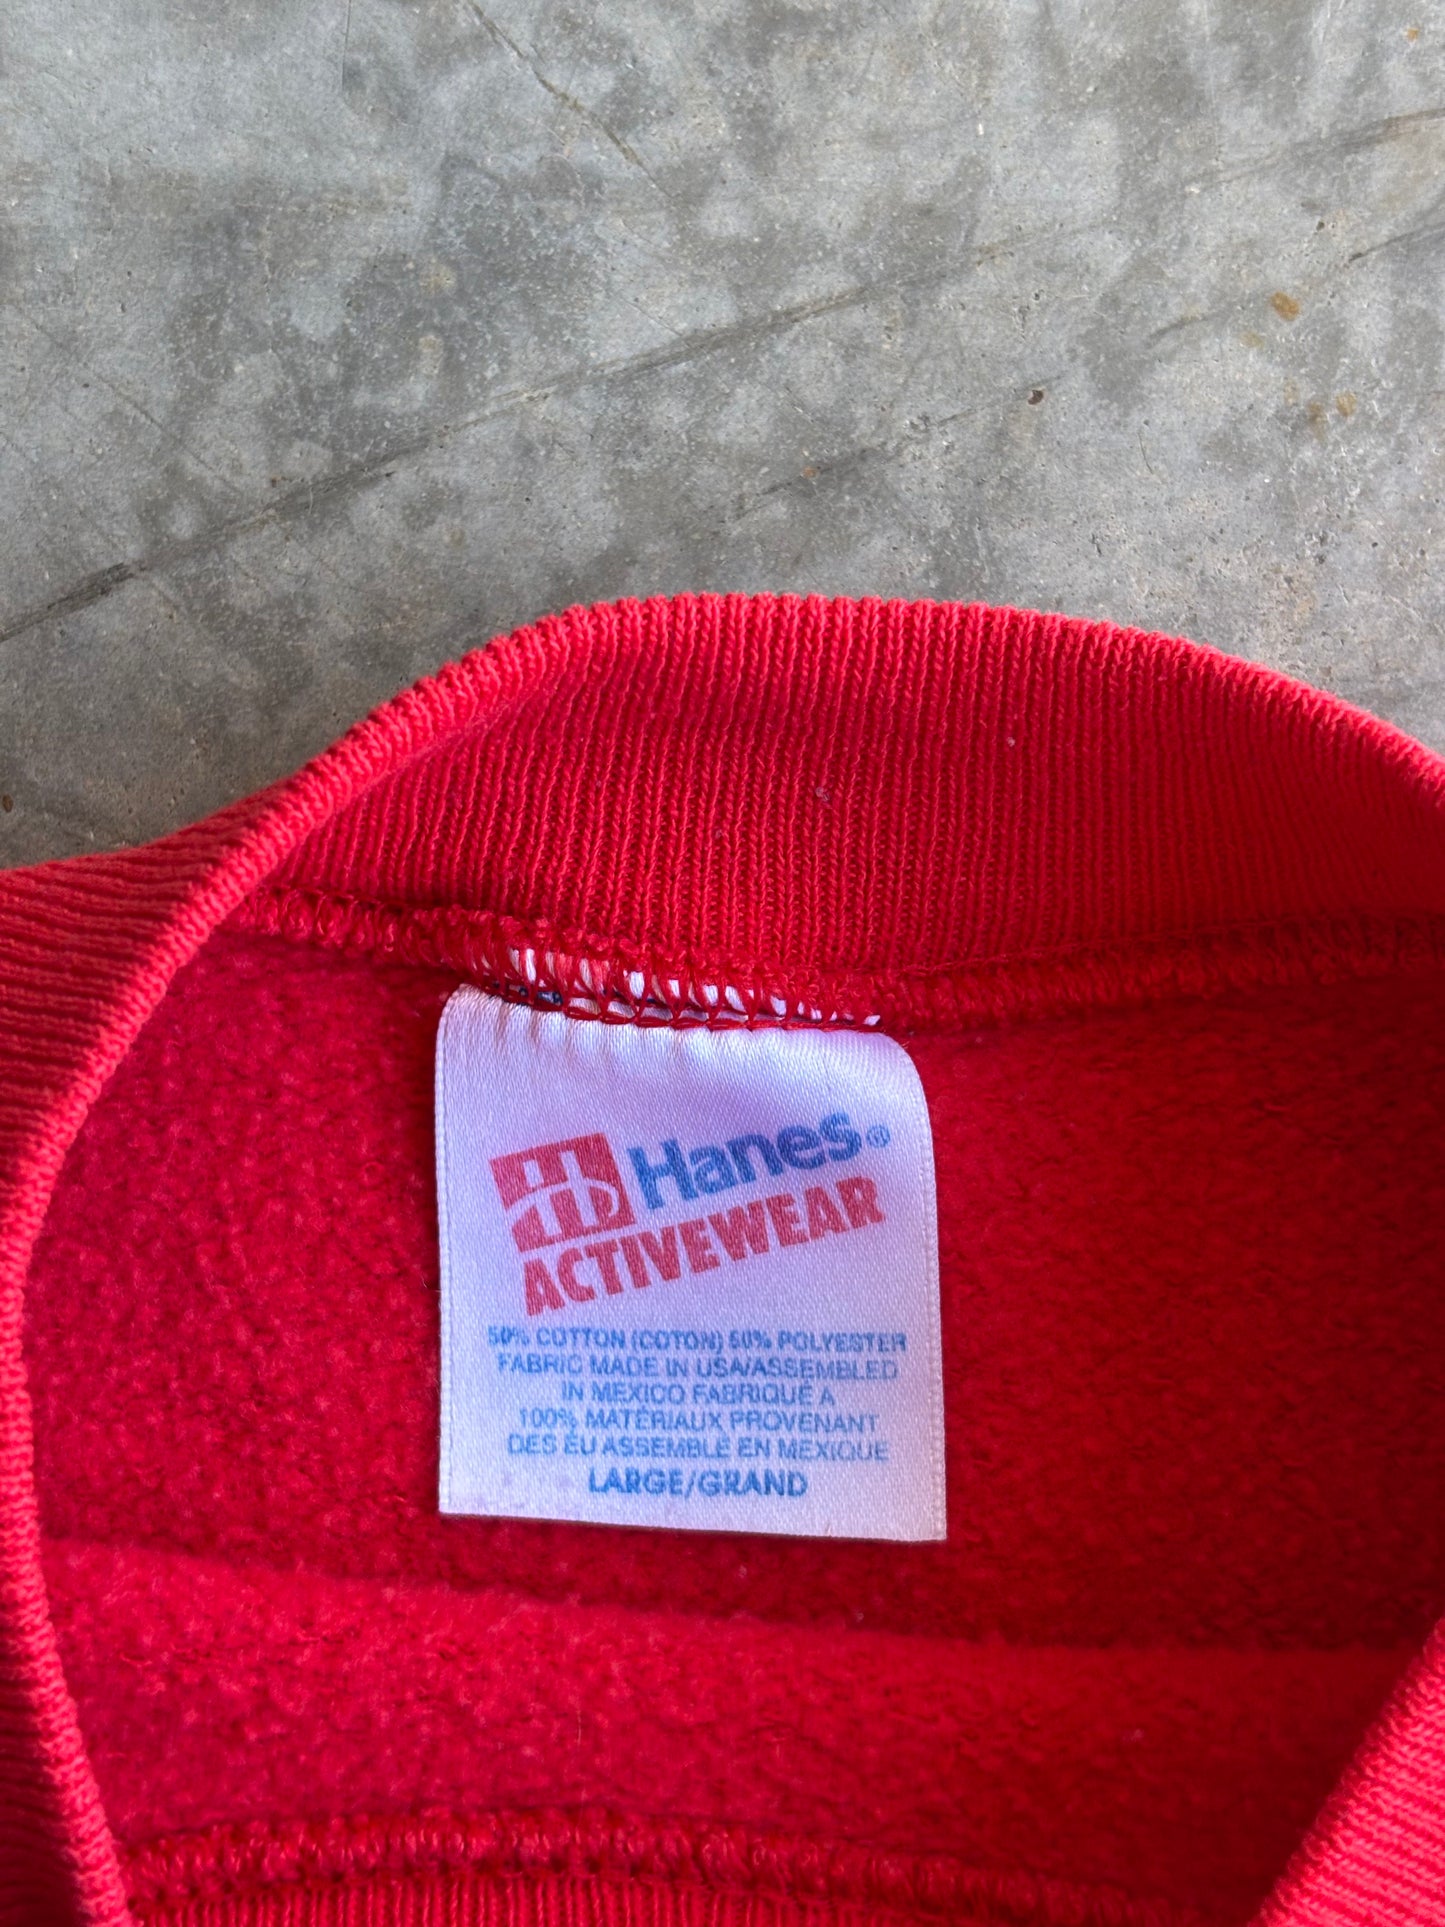 Hanes®
ACTIVEWEAR
50% COTTON (COTON) 50% POLYESTER
FABRIC MADE IN USA/ASSEMBLED
IN MEXICO FABRIQUÉ A
100% MATÉRIAUX PROVENANT
DES ÉU ASSEMBLÉ EN MEXIQUE
LARGE/GRAND